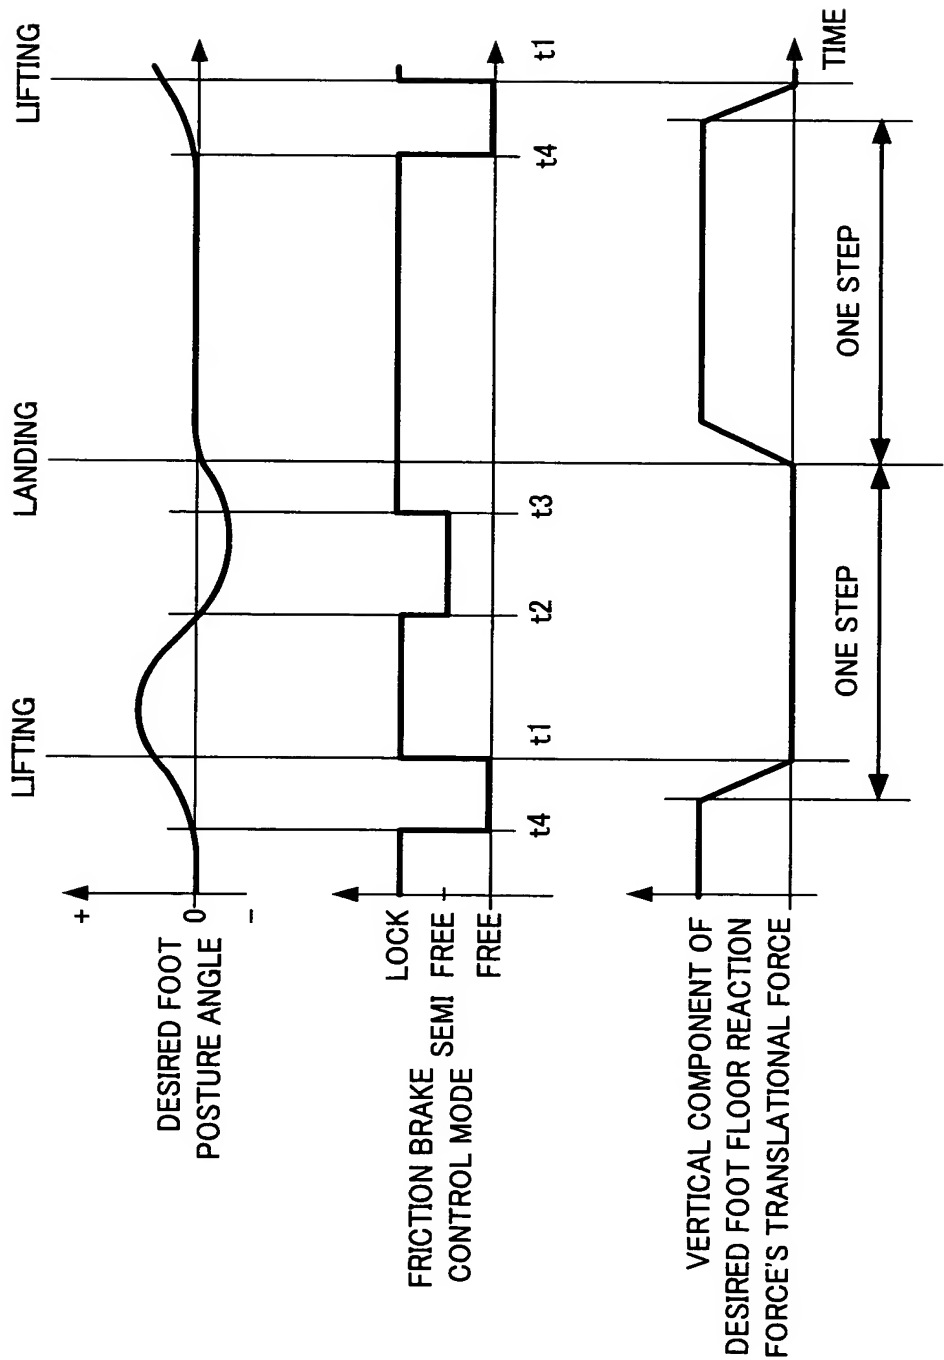 LIFTING
LANDING
LIFTING
+
0
-
DESIRED FOOT
POSTURE ANGLE
LOCK
SEMI FREE
FREE
FRICTION BRAKE
CONTROL MODE
t4
t1
t2
t3
t4
t1
VERTICAL COMPONENT OF
DESIRED FOOT FLOOR REACTION
FORCE'S TRANSLATIONAL FORCE
TIME
ONE STEP
ONE STEP